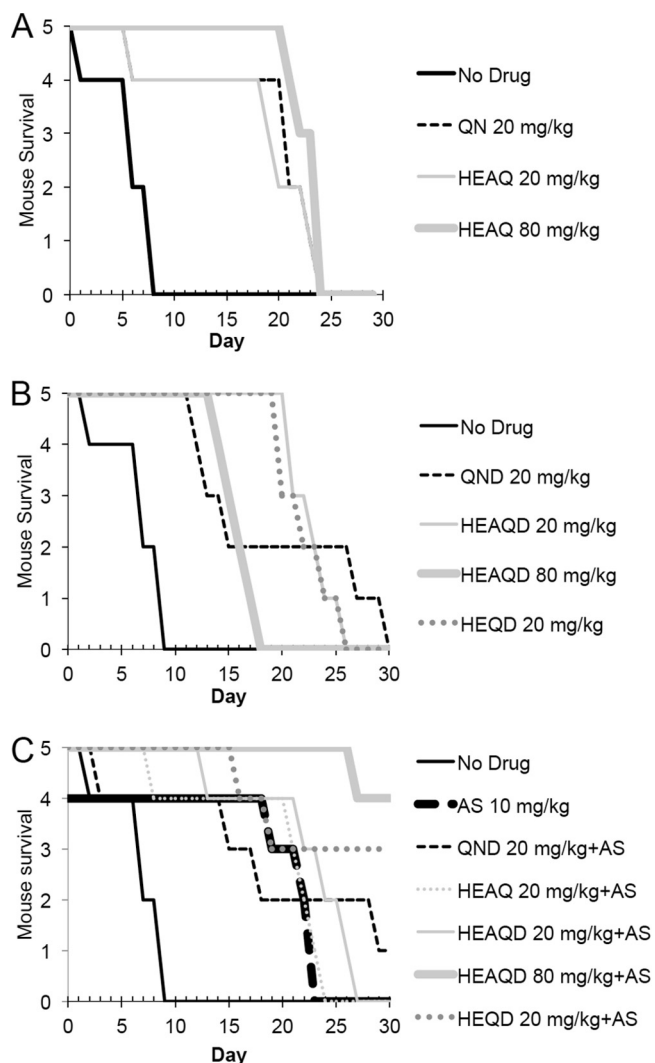 A
Mouse Survival
5
4
3
2
1
0
0 5 10 15 20 25 30
Day
No Drug
QN 20 mg/kg
HEAQ 20 mg/kg
HEAQ 80 mg/kg
B
Mouse Survival
5
4
3
2
1
0
0 5 10 15 20 25 30
Day
No Drug
QND 20 mg/kg
HEAQD 20 mg/kg
HEAQD 80 mg/kg
HEQD 20 mg/kg
C
Mouse survival
5
4
3
2
1
0
0 5 10 15 20 25 30
Day
No Drug
AS 10 mg/kg
QND 20 mg/kg+AS
HEAQ 20 mg/kg+AS
HEAQD 20 mg/kg+AS
HEAQD 80 mg/kg+AS
HEQD 20 mg/kg+AS